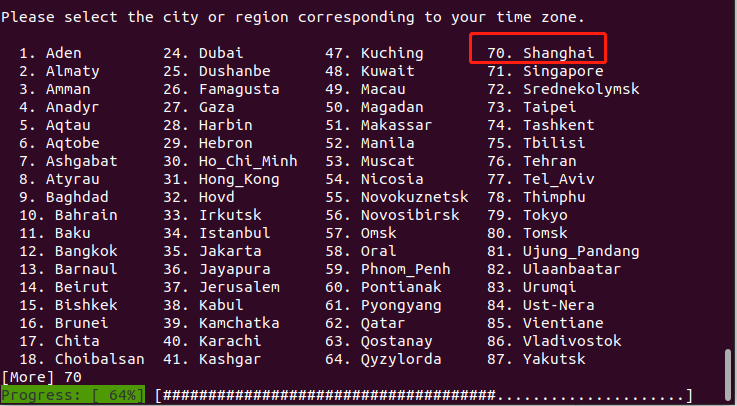 Please select the city or region corresponding to your time zone.
1. Aden 24. Dubai 47. Kuching 70. Shanghai
2. Almaty 25. Dushanbe 48. Kuwait 71. Singapore
3. Amman 26. Famagusta 49. Macau 72. Srednekolymsk
4. Anadyr 27. Gaza 50. Magadan 73. Taipei
5. Aqtau 28. Harbin 51. Makassar 74. Tashkent
6. Aqtobe 29. Hebron 52. Manila 75. Tbilisi
7. Ashgabat 30. Ho_Chi_Minh 53. Muscat 76. Tehran
8. Atyrau 31. Hong_Kong 54. Nicosia 77. Tel_Aviv
9. Baghdad 32. Hovd 55. Novokuznetsk 78. Thimphu
10. Bahrain 33. Irkutsk 56. Novosibirsk 79. Tokyo
11. Baku 34. Istanbul 57. Omsk 80. Tomsk
12. Bangkok 35. Jakarta 58. Oral 81. Ujung_Pandang
13. Barnaul 36. Jayapura 59. Phnom_Penh 82. Ulaanbaatar
14. Beirut 37. Jerusalem 60. Pontianak 83. Urumqi
15. Bishkek 38. Kabul 61. Pyongyang 84. Ust-Nera
16. Brunei 39. Kamchatka 62. Qatar 85. Vientiane
17. Chita 40. Karachi 63. Qostanay 86. Vladivostok
18. Choibalsan 41. Kashgar 64. Qyzylorda 87. Yakutsk
[More] 70
Progress: [ 64%] [#####################################.....................]